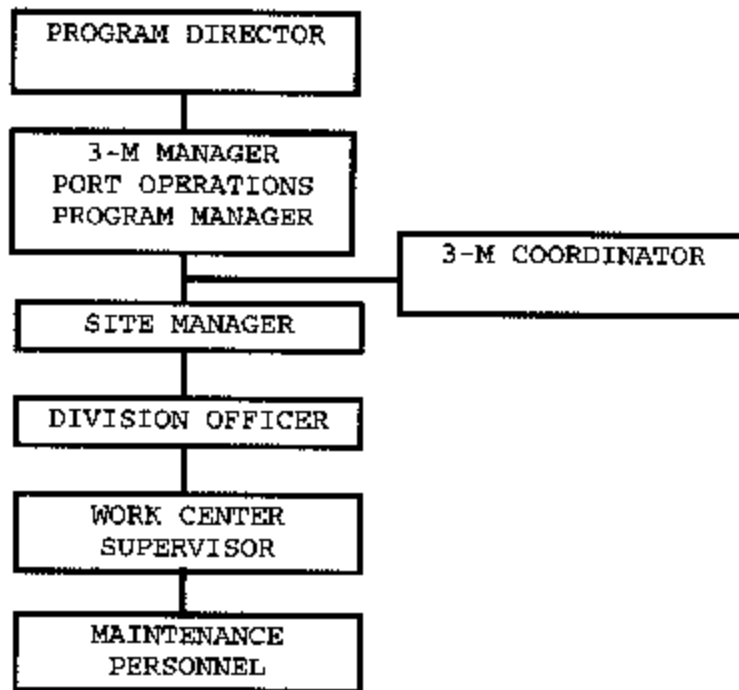 PROGRAM DIRECTOR
3-M MANAGER
PORT OPERATIONS
PROGRAM MANAGER
3-M COORDINATOR
SITE MANAGER
DIVISION OFFICER
WORK CENTER
SUPERVISOR
MAINTENANCE
PERSONNEL